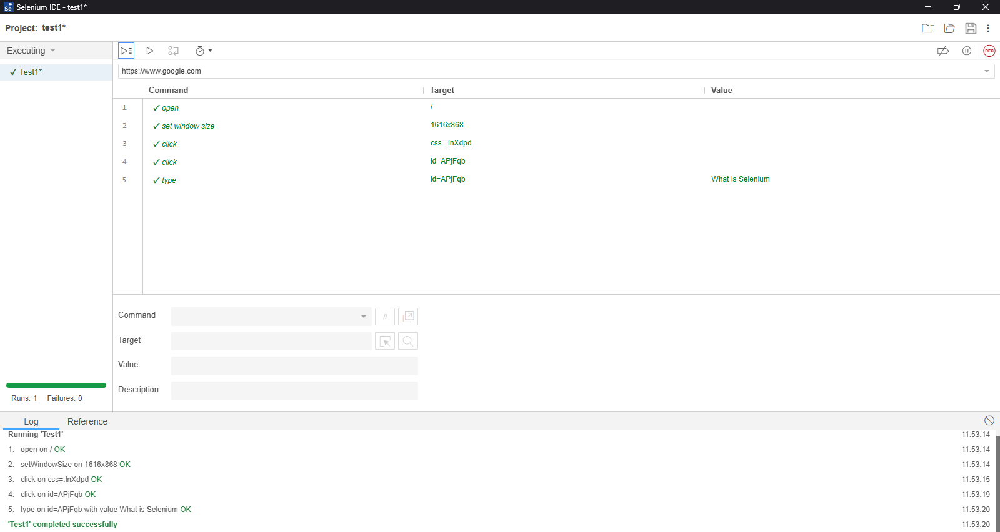 Se Selenium IDE - test1*
Project: test1*
Executing
✓ Test1*
REC
https://www.google.com
Command Target Value
1 ✓ open /
2 ✓ set window size 1616x868
3 ✓ click css=.lnXdpd
4 ✓ click id=APjFqb
5 ✓ type id=APjFqb What is Selenium
Command //
Target
Value
Description
Runs: 1 Failures: 0
Log Reference
Running 'Test1' 11:53:14
1. open on / OK 11:53:14
2. setWindowSize on 1616x868 OK 11:53:14
3. click on css=.lnXdpd OK 11:53:15
4. click on id=APjFqb OK 11:53:19
5. type on id=APjFqb with value What is Selenium OK 11:53:20
'Test1' completed successfully 11:53:20